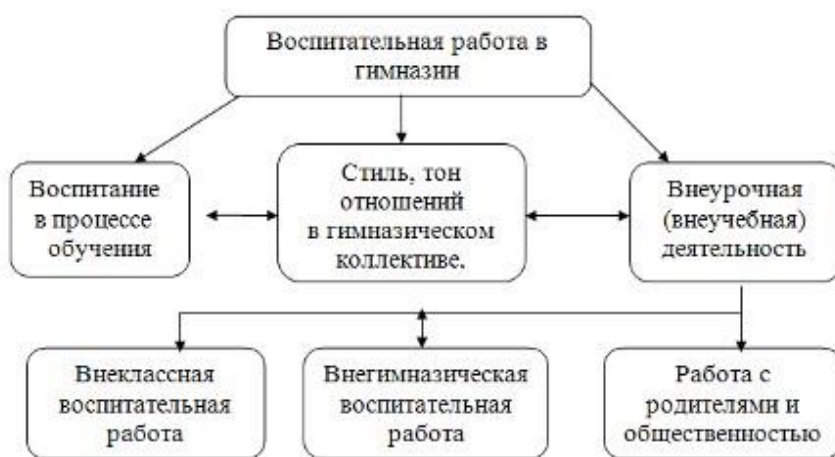 Воспитательная работа в
гимназии
Воспитание
в процессе
обучения
Стиль, тон
отношений
в гимназическом
коллективе.
Внеурочная
(внеучебная)
деятельность
Внеклассная
воспитательная
работа
Внегимназическая
воспитательная
работа
Работа с
родителями и
общественностью